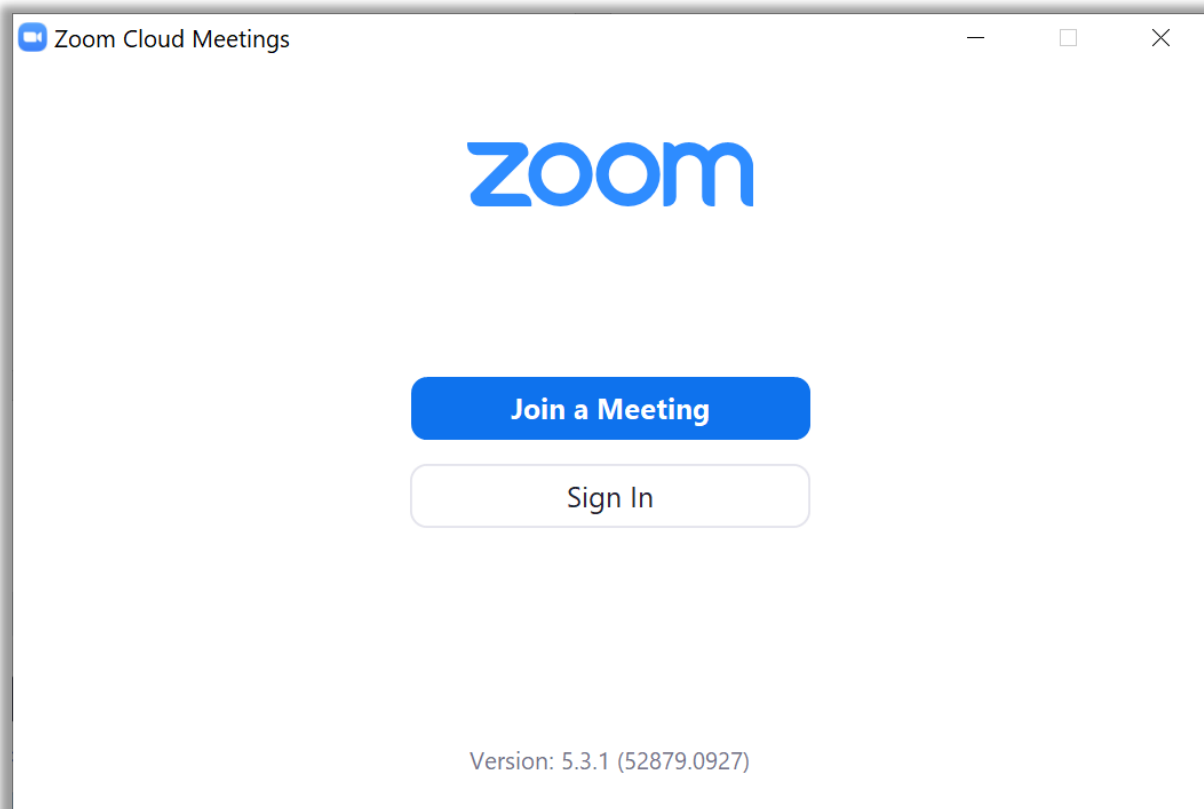 Zoom Cloud Meetings
zoom
Join a Meeting
Sign In
Version: 5.3.1 (52879.0927)